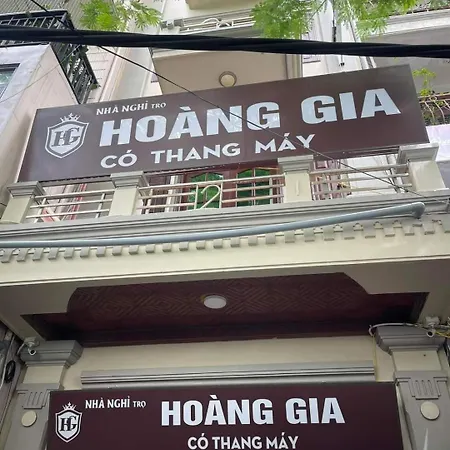 NHÀ NGHỈ TRỌ
HG
HOÀNG GIA
CÓ THANG MÁY
NHÀ NGHỈ TRỌ
HG
HOÀNG GIA
CÓ THANG MÁY